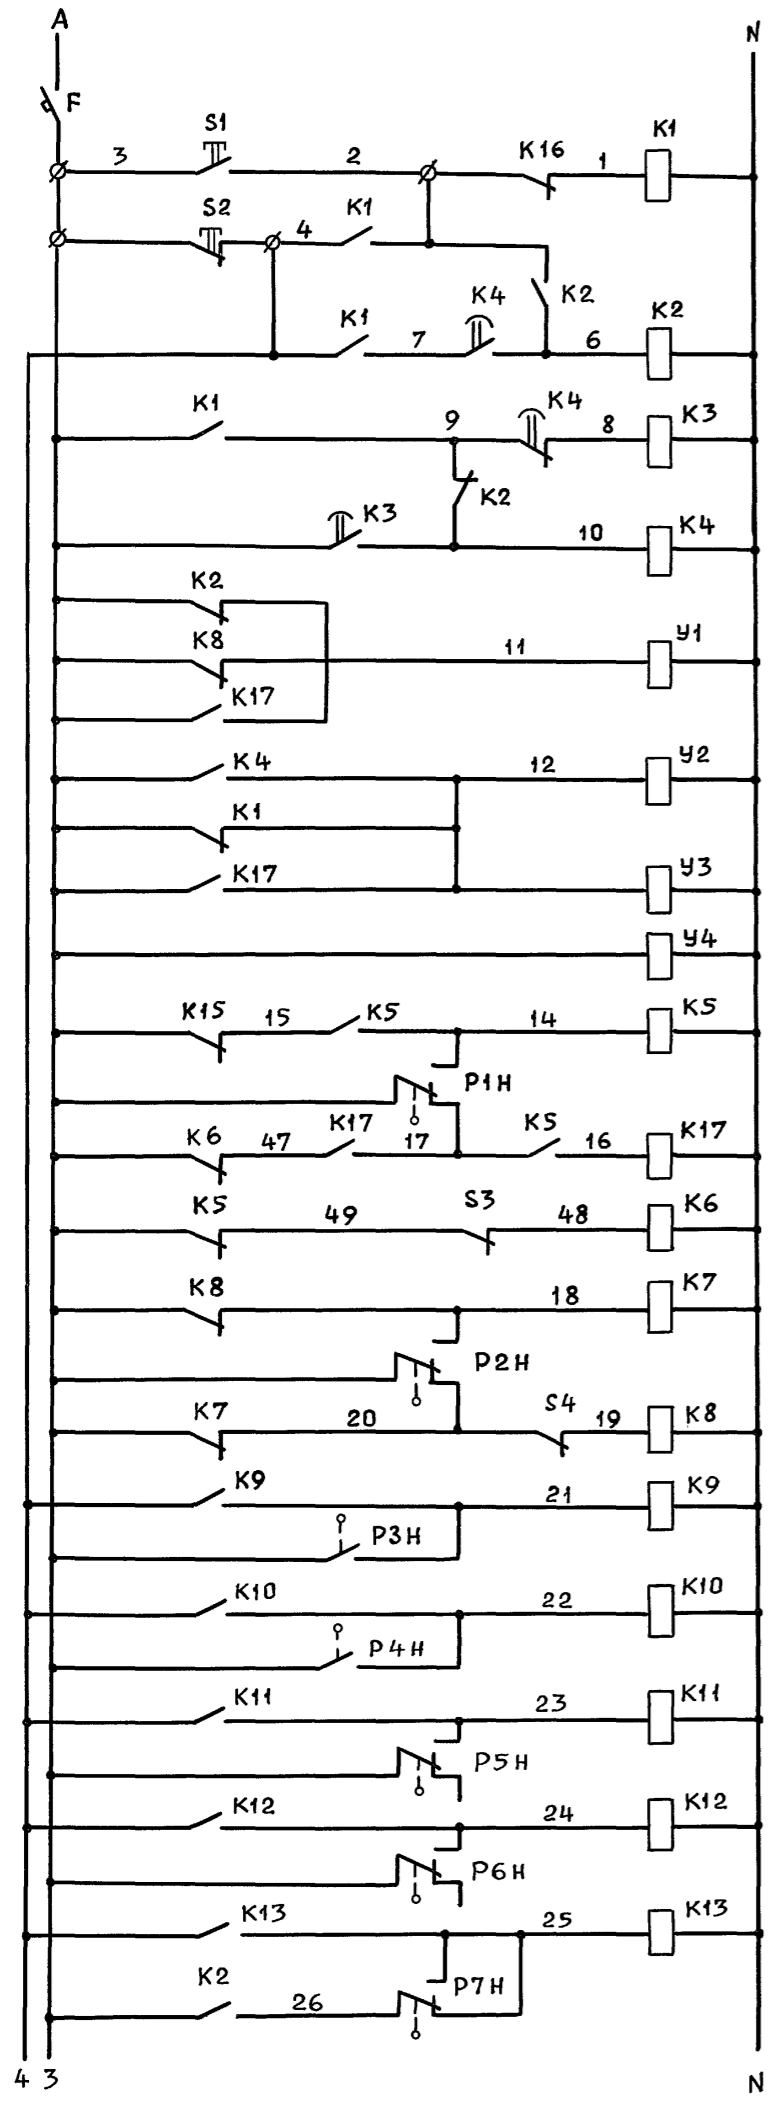 A
N
F
S1
3 2 K16 1 K1
S2 4 K1
K2
K1 7 K4 6 K2
K1 9 K4 8 K3
K2
K3 10 K4
K2
K8 11 У1
K17
K4 12 У2
K1
K17 У3
У4
K15 15 K5 14 K5
P1H
K6 47 K17 17 K5 16 K17
K5 49 S3 48 K6
K8 18 K7
P2H
K7 20 S4 19 K8
K9 21 K9
P3H
K10 22 K10
P4H
K11 23 K11
P5H
K12 24 K12
P6H
K13 25 K13
K2 26 P7H
4 3 N